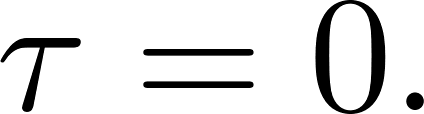 τ = 0.